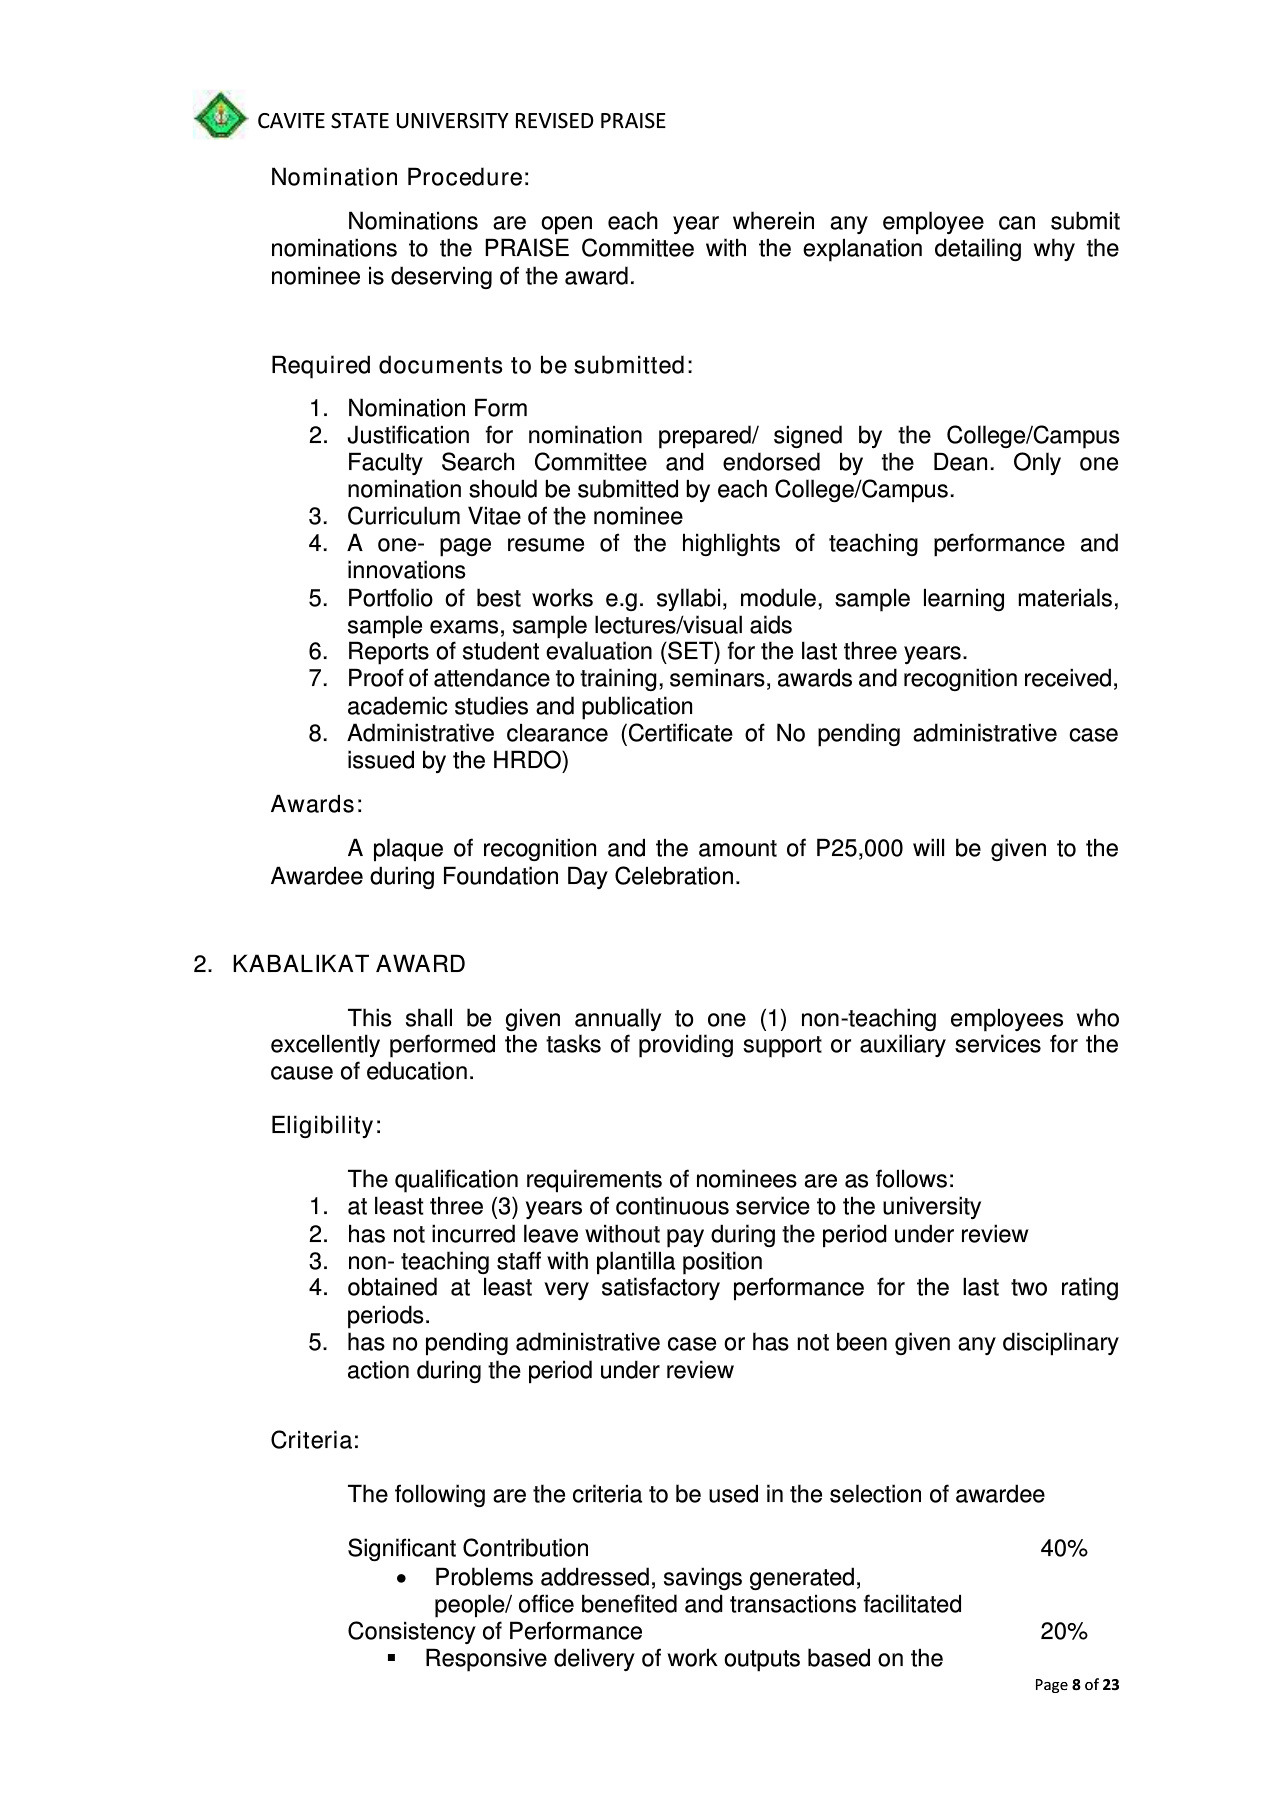 CAVITE STATE UNIVERSITY REVISED PRAISE
Nomination Procedure:
Nominations are open each year wherein any employee can submit
nominations to the PRAISE Committee with the explanation detailing why the
nominee is deserving of the award.
Required documents to be submitted:
1. Nomination Form
2. Justification for nomination prepared/ signed by the College/Campus
Faculty Search Committee and endorsed by the Dean. Only one
nomination should be submitted by each College/Campus.
3. Curriculum Vitae of the nominee
4. A one- page resume of the highlights of teaching performance and
innovations
5. Portfolio of best works e.g. syllabi, module, sample learning materials,
sample exams, sample lectures/visual aids
6. Reports of student evaluation (SET) for the last three years.
7. Proof of attendance to training, seminars, awards and recognition received,
academic studies and publication
8. Administrative clearance (Certificate of No pending administrative case
issued by the HRDO)
Awards:
A plaque of recognition and the amount of P25,000 will be given to the
Awardee during Foundation Day Celebration.
2. KABALIKAT AWARD
This shall be given annually to one (1) non-teaching employees who
excellently performed the tasks of providing support or auxiliary services for the
cause of education.
Eligibility:
The qualification requirements of nominees are as follows:
1. at least three (3) years of continuous service to the university
2. has not incurred leave without pay during the period under review
3. non- teaching staff with plantilla position
4. obtained at least very satisfactory performance for the last two rating
periods.
5. has no pending administrative case or has not been given any disciplinary
action during the period under review
Criteria:
The following are the criteria to be used in the selection of awardee
Significant Contribution 40%
• Problems addressed, savings generated,
people/ office benefited and transactions facilitated
Consistency of Performance 20%
▪ Responsive delivery of work outputs based on the
Page 8 of 23